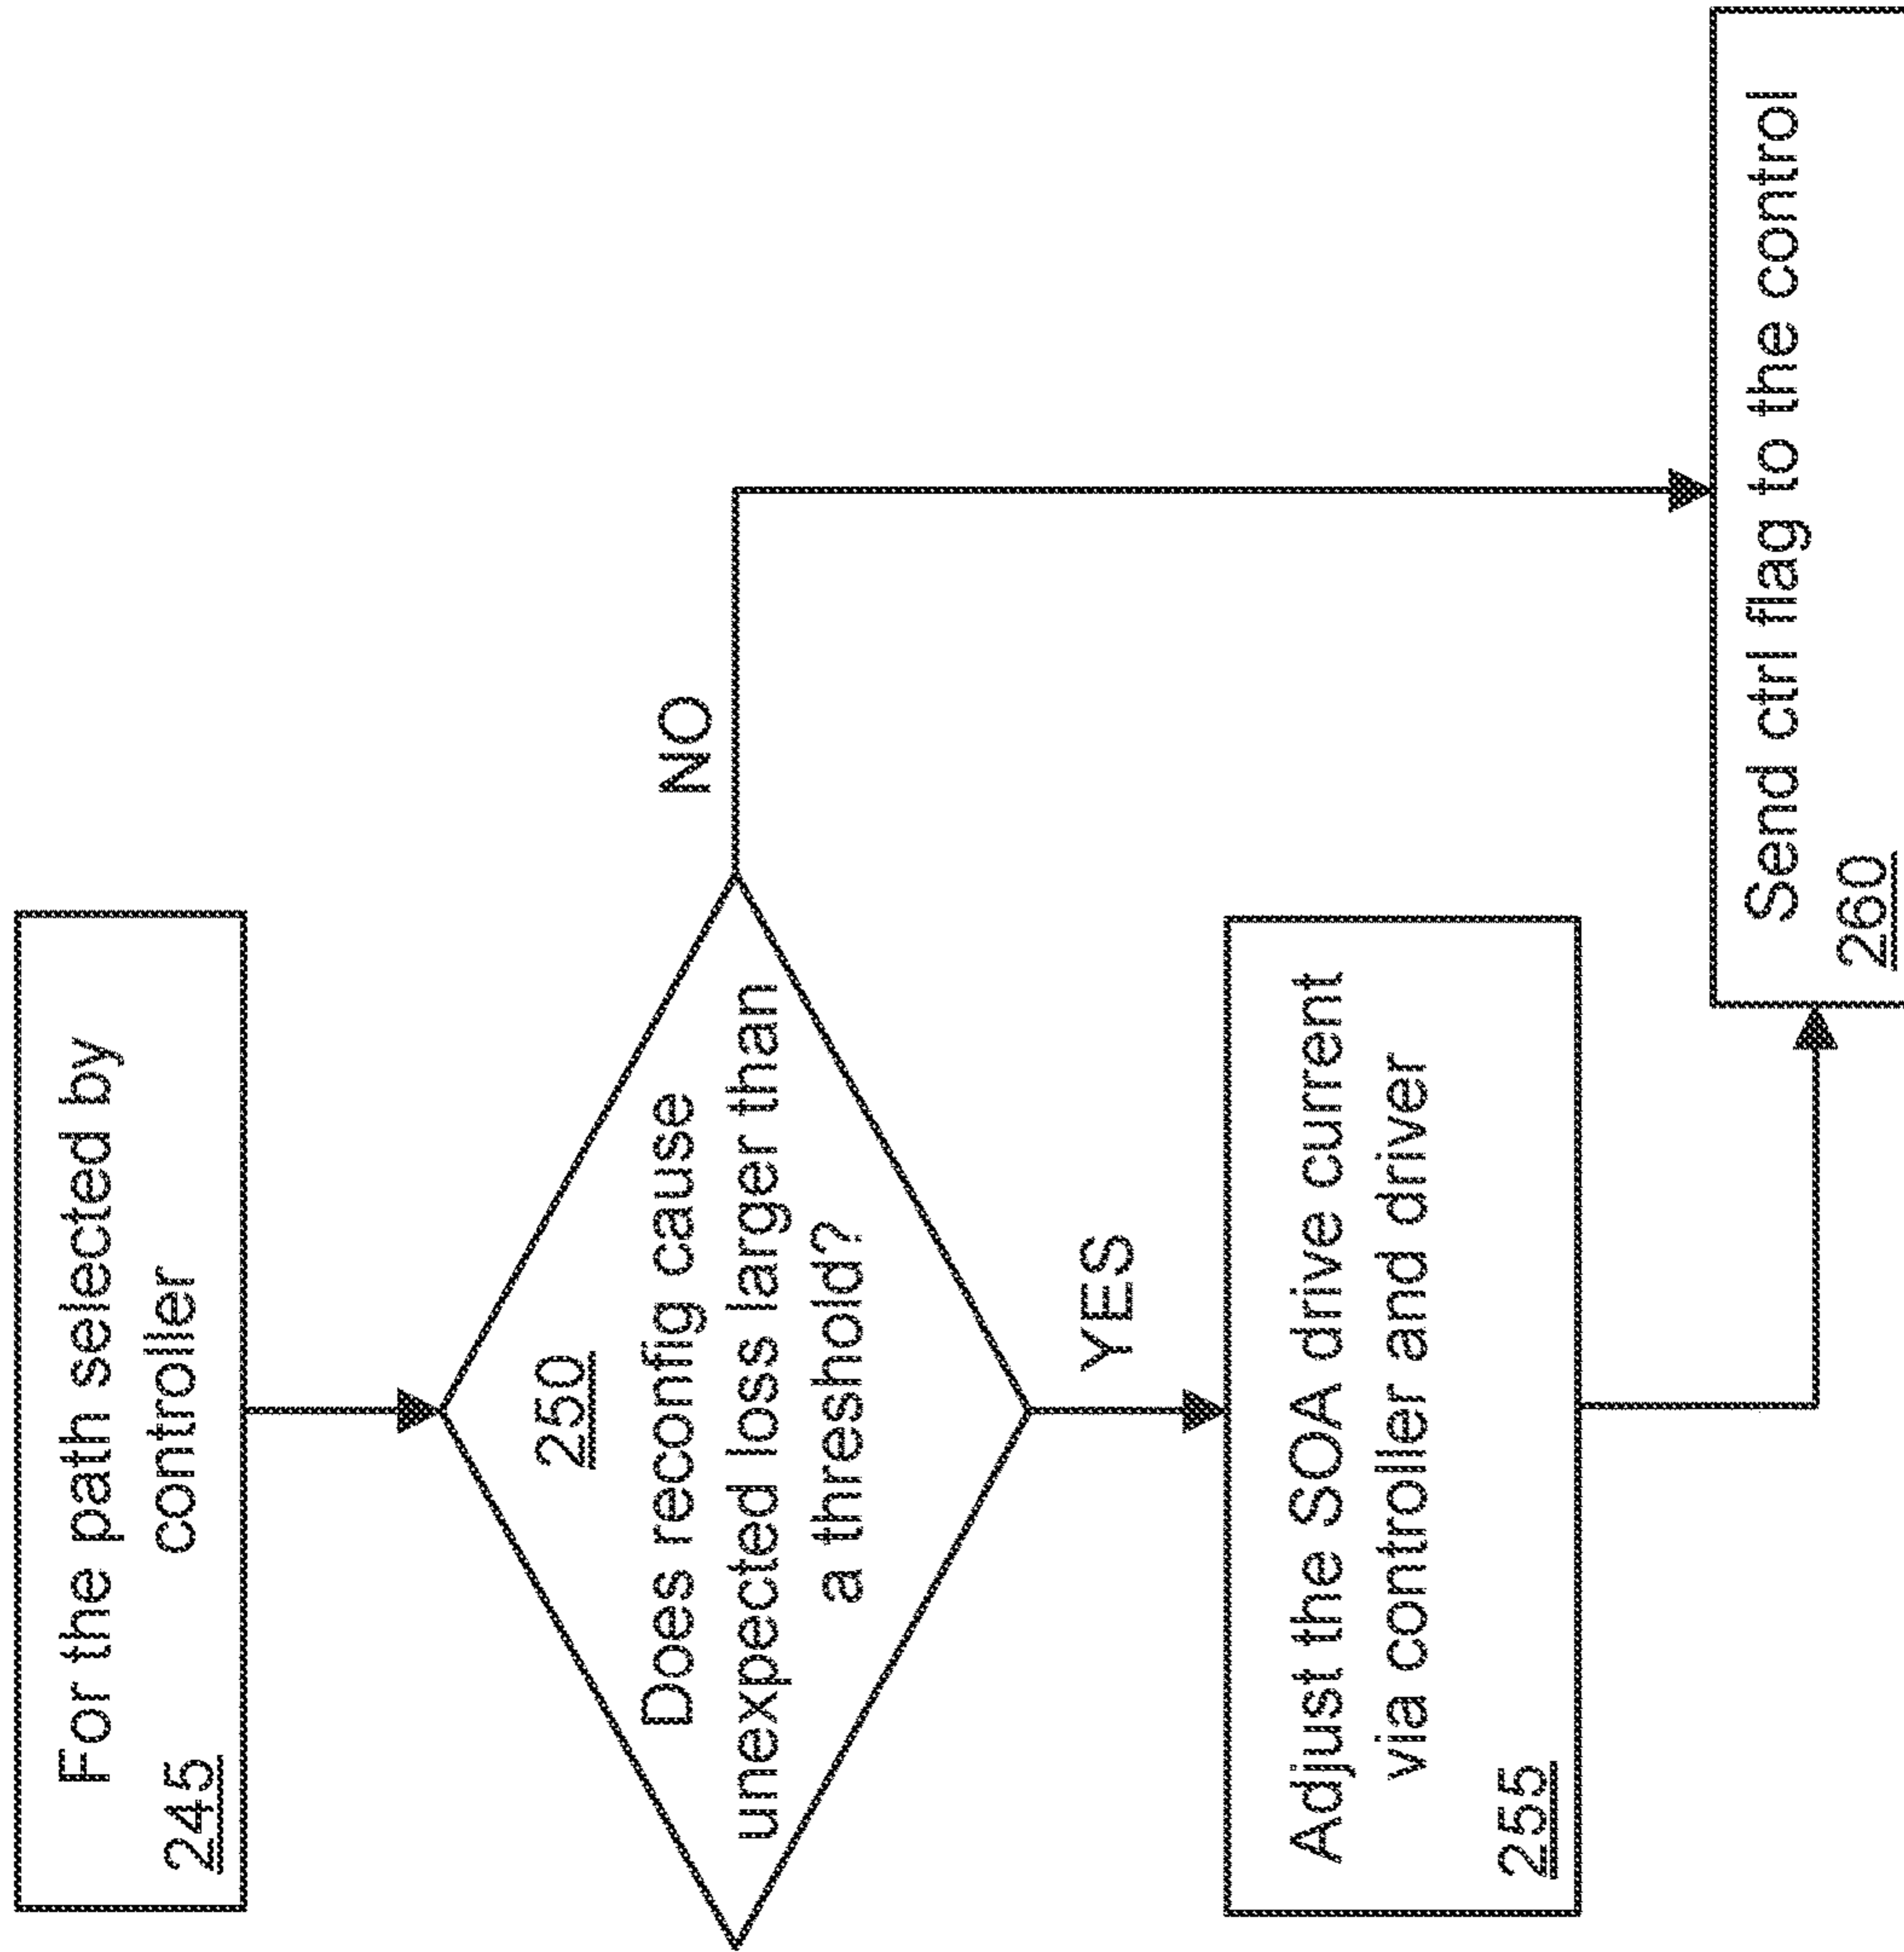 For the path selected by
controller
245
250
Does reconfig cause
unexpected loss larger than
a threshold?
NO
YES
Adjust the SOA drive current
via controller and driver
255
Send ctrl flag to the control
260